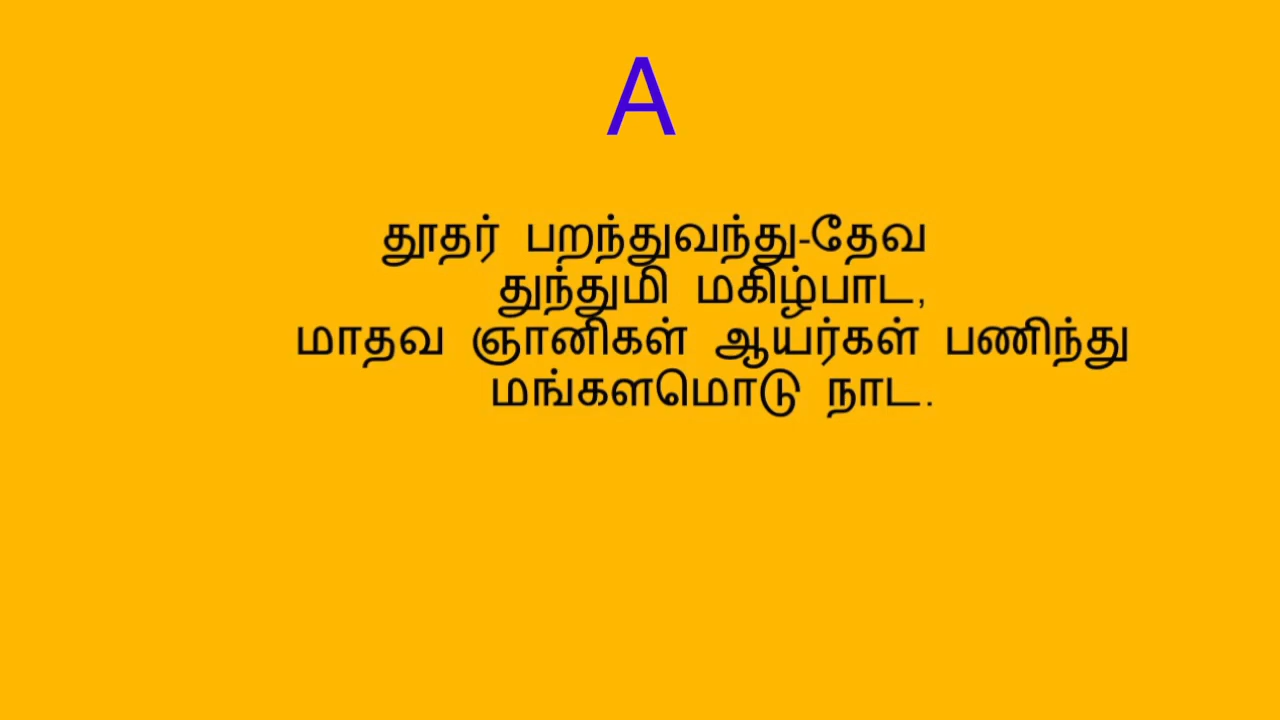 A
தூதர் பறந்துவந்து-தேவ
துந்துமி மகிழ்பாட,
மாதவ ஞானிகள் ஆயர்கள் பணிந்து
மங்களமொடு நாட.